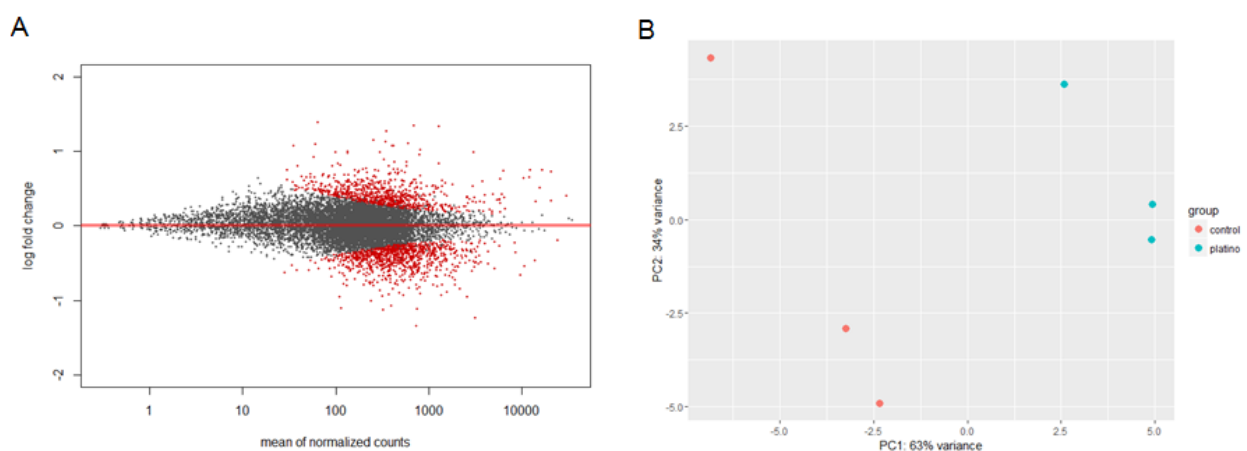 A
log fold change
2
1
0
-1
-2
1 10 100 1000 10000
mean of normalized counts
B
PC2: 34% variance
2.5
0.0
-2.5
-5.0
-5.0 -2.5 0.0 2.5 5.0
PC1: 63% variance
group
control
platino